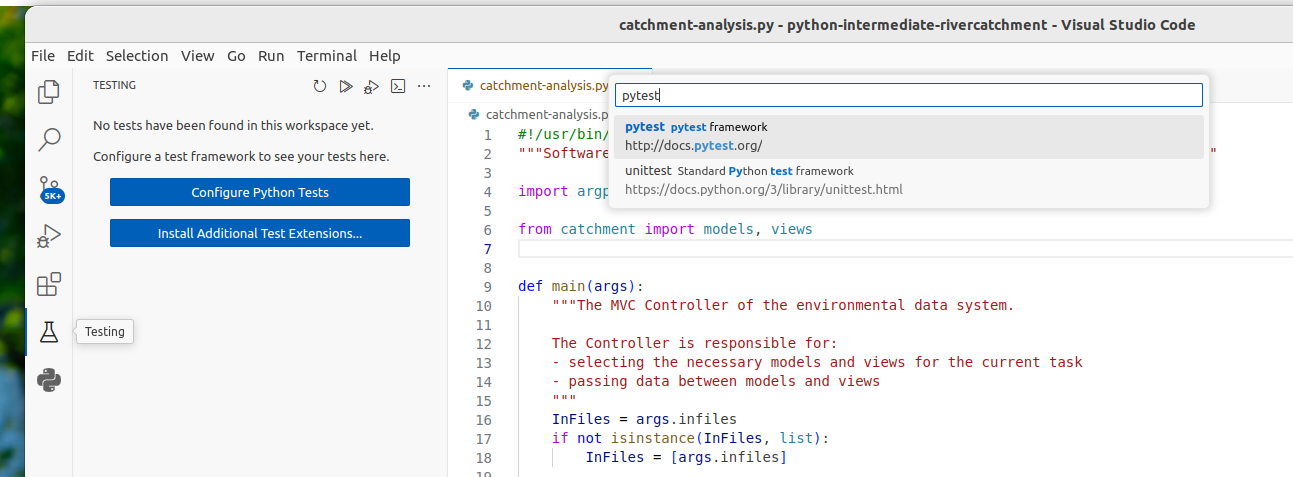 catchment-analysis.py - python-intermediate-rivercatchment - Visual Studio Code
File Edit Selection View Go Run Terminal Help
TESTING
No tests have been found in this workspace yet.
Configure a test framework to see your tests here.
Configure Python Tests
Install Additional Test Extensions...
5K+
Testing
catchment-analysis.py
pytest
pytest pytest framework
http://docs.pytest.org/
unittest Standard Python test framework
https://docs.python.org/3/library/unittest.html
catchment-analysis.p
1 #!/usr/bin/
2 """Software "
3
4 import argp
5
6 from catchment import models, views
7
8
9 def main(args):
10 """The MVC Controller of the environmental data system.
11
12 The Controller is responsible for:
13 - selecting the necessary models and views for the current task
14 - passing data between models and views
15 """
16 InFiles = args.infiles
17 if not isinstance(InFiles, list):
18 InFiles = [args.infiles]
19